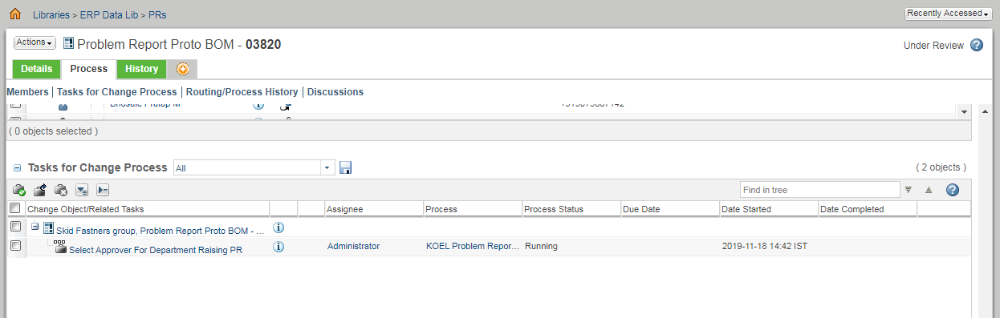 Libraries > ERP Data Lib > PRs
Recently Accessed
Actions
Problem Report Proto BOM - 03820
Under Review
Details Process History
Members | Tasks for Change Process | Routing/Process History | Discussions
( 0 objects selected )
Tasks for Change Process All ( 2 objects )
Find in tree
Change Object/Related Tasks Assignee Process Process Status Due Date Date Started Date Completed
Skid Fastners group, Problem Report Proto BOM - ...
Select Approver For Department Raising PR Administrator KOEL Problem Repor... Running 2019-11-18 14:42 IST